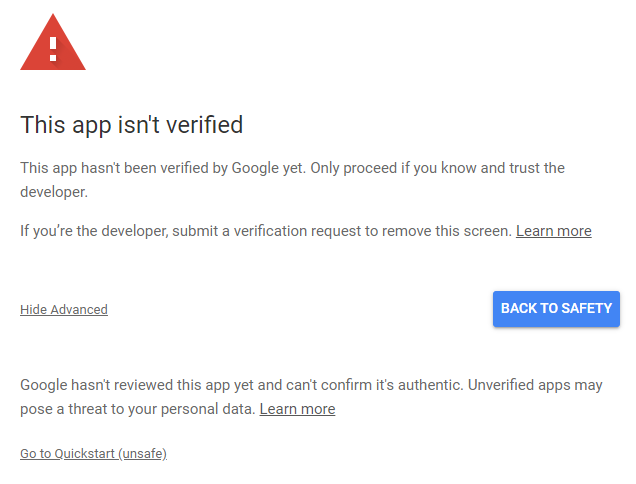 This app isn't verified
This app hasn't been verified by Google yet. Only proceed if you know and trust the
developer.
If you’re the developer, submit a verification request to remove this screen. Learn more
Hide Advanced
BACK TO SAFETY
Google hasn't reviewed this app yet and can't confirm it's authentic. Unverified apps may
pose a threat to your personal data. Learn more
Go to Quickstart (unsafe)